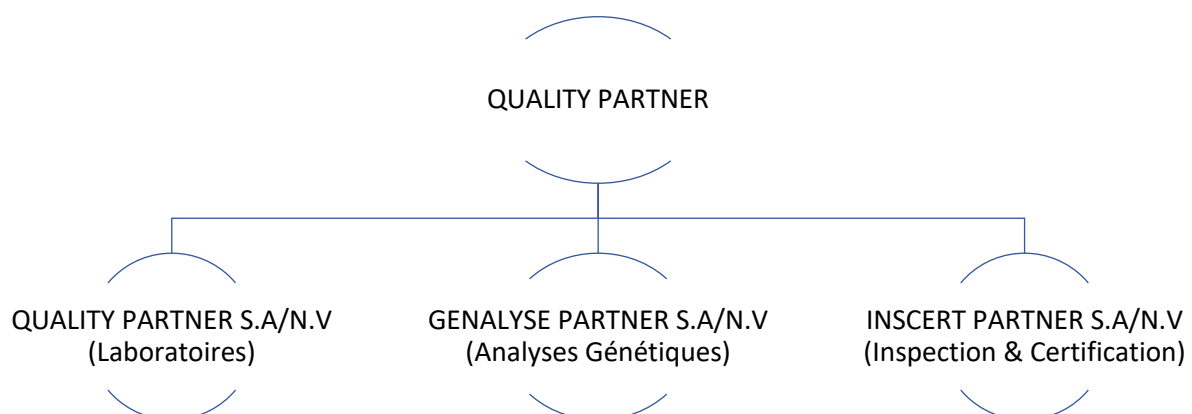 QUALITY PARTNER
QUALITY PARTNER S.A/N.V
(Laboratoires)
GENALYSE PARTNER S.A/N.V
(Analyses Génétiques)
INSCERT PARTNER S.A/N.V
(Inspection & Certification)